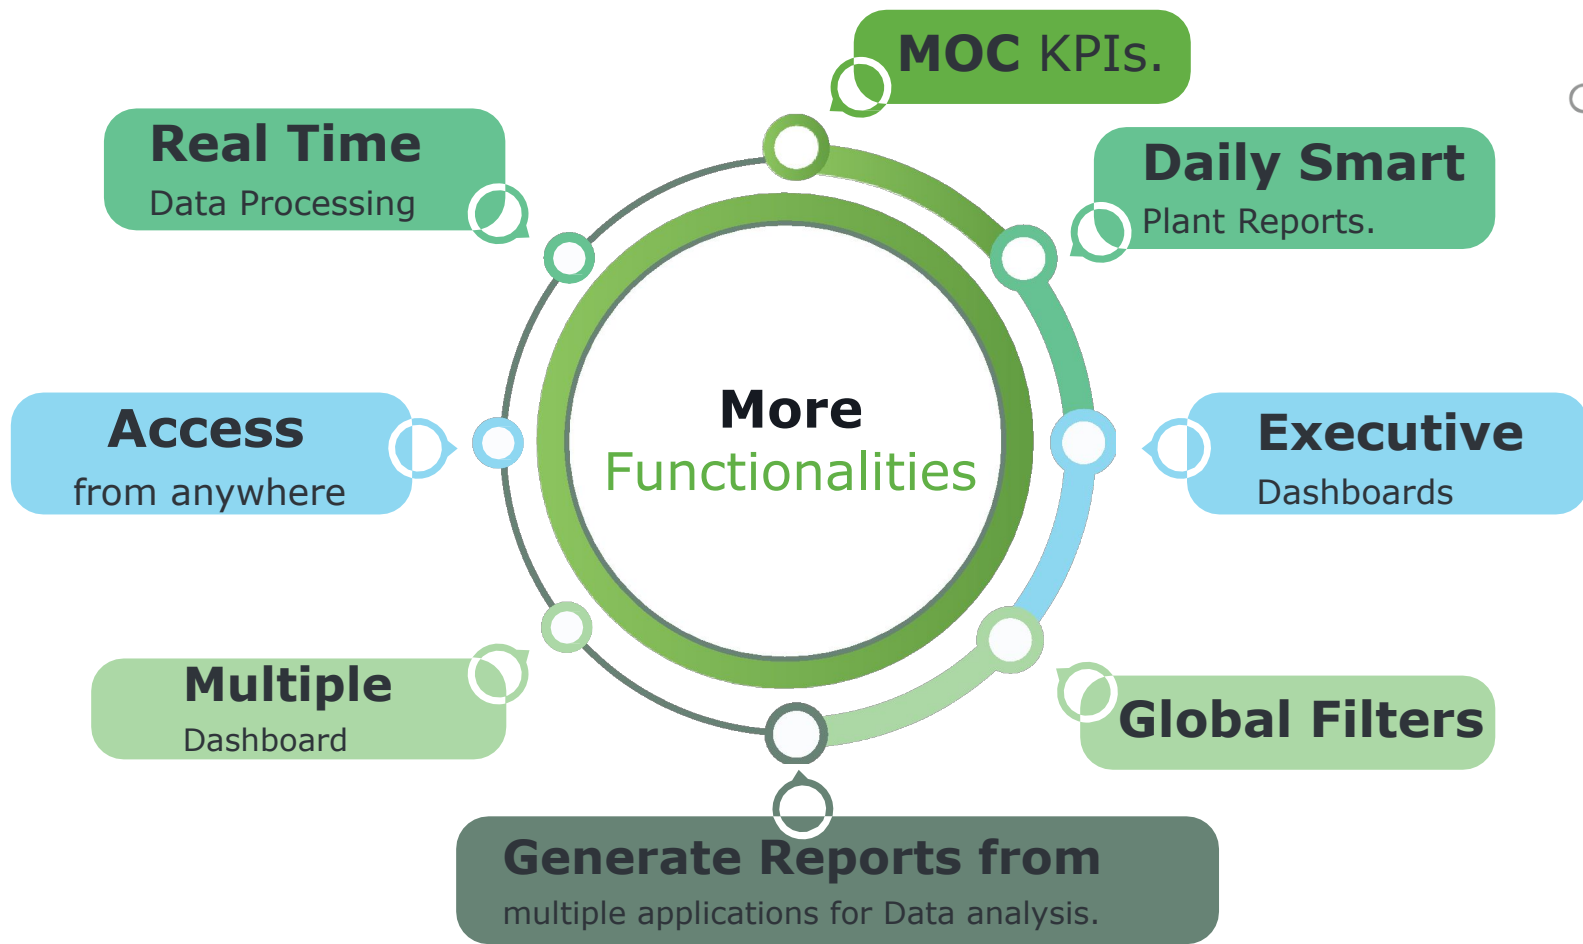 MOC KPIs.
Real Time
Data Processing
Daily Smart
Plant Reports.
Access
from anywhere
More
Functionalities
Executive
Dashboards
Multiple
Dashboard
Global Filters
Generate Reports from
multiple applications for Data analysis.